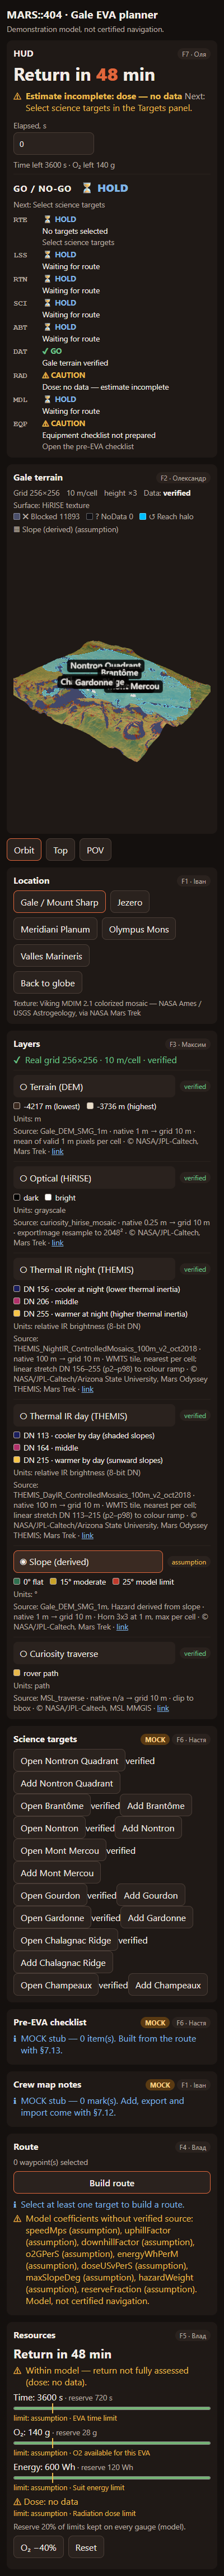 MARS::404 · Gale EVA planner
Demonstration model, not certified navigation.
HUD
F7 · Оля
Return in 48 min
⚠ Estimate incomplete: dose — no data Next:
Select science targets in the Targets panel.
Elapsed, s
0
Time left 3600 s · O₂ left 140 g
GO / NO-GO ⏳ HOLD
Next: Select science targets
RTE ⏳ HOLD
No targets selected
Select science targets
LSS ⏳ HOLD
Waiting for route
RTN ⏳ HOLD
Waiting for route
SCI ⏳ HOLD
Waiting for route
ABT ⏳ HOLD
Waiting for route
DAT ✓ GO
Gale terrain verified
RAD ⚠ CAUTION
Dose: no data — estimate incomplete
MDL ⏳ HOLD
Waiting for route
EQP ⚠ CAUTION
Equipment checklist not prepared
Open the pre-EVA checklist
Gale terrain
F2 · Олександр
Grid 256×256 10 m/cell height ×3 Data: verified
Surface: HiRISE texture
✕ Blocked 11893 ? NoData 0 ↺ Reach halo
Slope (derived) (assumption)
Nontron Quadrant
Brantôme
Gardonne
Mercou
Orbit
Top
POV
Location
F1 · Іван
Gale / Mount Sharp
Jezero
Meridiani Planum
Olympus Mons
Valles Marineris
Back to globe
Texture: Viking MDIM 2.1 colorized mosaic — NASA Ames /
USGS Astrogeology, via NASA Mars Trek
Layers
F3 · Максим
✓ Real grid 256×256 · 10 m/cell · verified
○ Terrain (DEM)
verified
-4217 m (lowest) -3736 m (highest)
Units: m
Source: Gale_DEM_SMG_1m · native 1 m → grid 10 m ·
mean of valid 1 m pixels per cell · © NASA/JPL-Caltech,
Mars Trek · link
○ Optical (HiRISE)
verified
dark bright
Units: grayscale
Source: curiosity_hirise_mosaic · native 0.25 m → grid 10 m
· exportImage resample to 2048² · © NASA/JPL-Caltech,
Mars Trek · link
○ Thermal IR night (THEMIS)
verified
DN 156 · cooler at night (lower thermal inertia)
DN 206 · middle
DN 255 · warmer at night (higher thermal inertia)
Units: relative IR brightness (8-bit DN)
Source:
THEMIS_NightIR_ControlledMosaics_100m_v2_oct2018 ·
native 100 m → grid 10 m · WMTS tile, nearest per cell;
linear stretch DN 156–255 (p2–p98) to colour ramp · ©
NASA/JPL-Caltech/Arizona State University, Mars Odyssey
THEMIS; Mars Trek · link
○ Thermal IR day (THEMIS)
verified
DN 113 · cooler by day (shaded slopes)
DN 164 · middle
DN 215 · warmer by day (sunward slopes)
Units: relative IR brightness (8-bit DN)
Source:
THEMIS_DayIR_ControlledMosaics_100m_v2_oct2018 ·
native 100 m → grid 10 m · WMTS tile, nearest per cell;
linear stretch DN 113–215 (p2–p98) to colour ramp · ©
NASA/JPL-Caltech/Arizona State University, Mars Odyssey
THEMIS; Mars Trek · link
◉ Slope (derived)
assumption
0° flat 15° moderate 25° model limit
Units: °
Source: Gale_DEM_SMG_1m. Hazard derived from slope ·
native 1 m → grid 10 m · Horn 3x3 at 1 m, max per cell · ©
NASA/JPL-Caltech, Mars Trek · link
○ Curiosity traverse
verified
rover path
Units: path
Source: MSL_traverse · native n/a → grid 10 m · clip to
bbox · © NASA/JPL-Caltech, MSL MMGIS · link
Science targets
MOCK
F6 · Настя
Open Nontron Quadrant verified
Add Nontron Quadrant
Open Brantôme verified Add Brantôme
Open Nontron verified Add Nontron
Open Mont Mercou verified
Add Mont Mercou
Open Gourdon verified Add Gourdon
Open Gardonne verified Add Gardonne
Open Chalagnac Ridge verified
Add Chalagnac Ridge
Open Champeaux verified Add Champeaux
Pre-EVA checklist
MOCK
F6 · Настя
ℹ MOCK stub — 0 item(s). Built from the route
with §7.13.
Crew map notes
MOCK
F1 · Іван
ℹ MOCK stub — 0 mark(s). Add, export and
import come with §7.12.
Route
F4 · Влад
0 waypoint(s) selected
Build route
ℹ Select at least one target to build a route.
⚠ Model coefficients without verified source:
speedMps (assumption), uphillFactor
(assumption), downhillFactor (assumption),
o2GPerS (assumption), energyWhPerM
(assumption), doseUSvPerS (assumption),
maxSlopeDeg (assumption), hazardWeight
(assumption), reserveFraction (assumption).
Model, not certified navigation.
Resources
F5 · Влад
Return in 48 min
⚠ Within model — return not fully assessed
(dose: no data).
Time: 3600 s · reserve 720 s
limit: assumption · EVA time limit
O₂: 140 g · reserve 28 g
limit: assumption · O2 available for this EVA
Energy: 600 Wh · reserve 120 Wh
limit: assumption · Suit energy limit
⚠ Dose: no data
limit: assumption · Radiation dose limit
Reserve 20% of limits kept on every gauge (model).
O₂ −40%
Reset